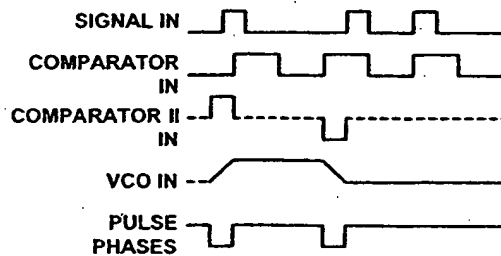 SIGNAL IN
COMPARATOR
IN
COMPARATOR II
IN
VCO IN
PULSE
PHASES